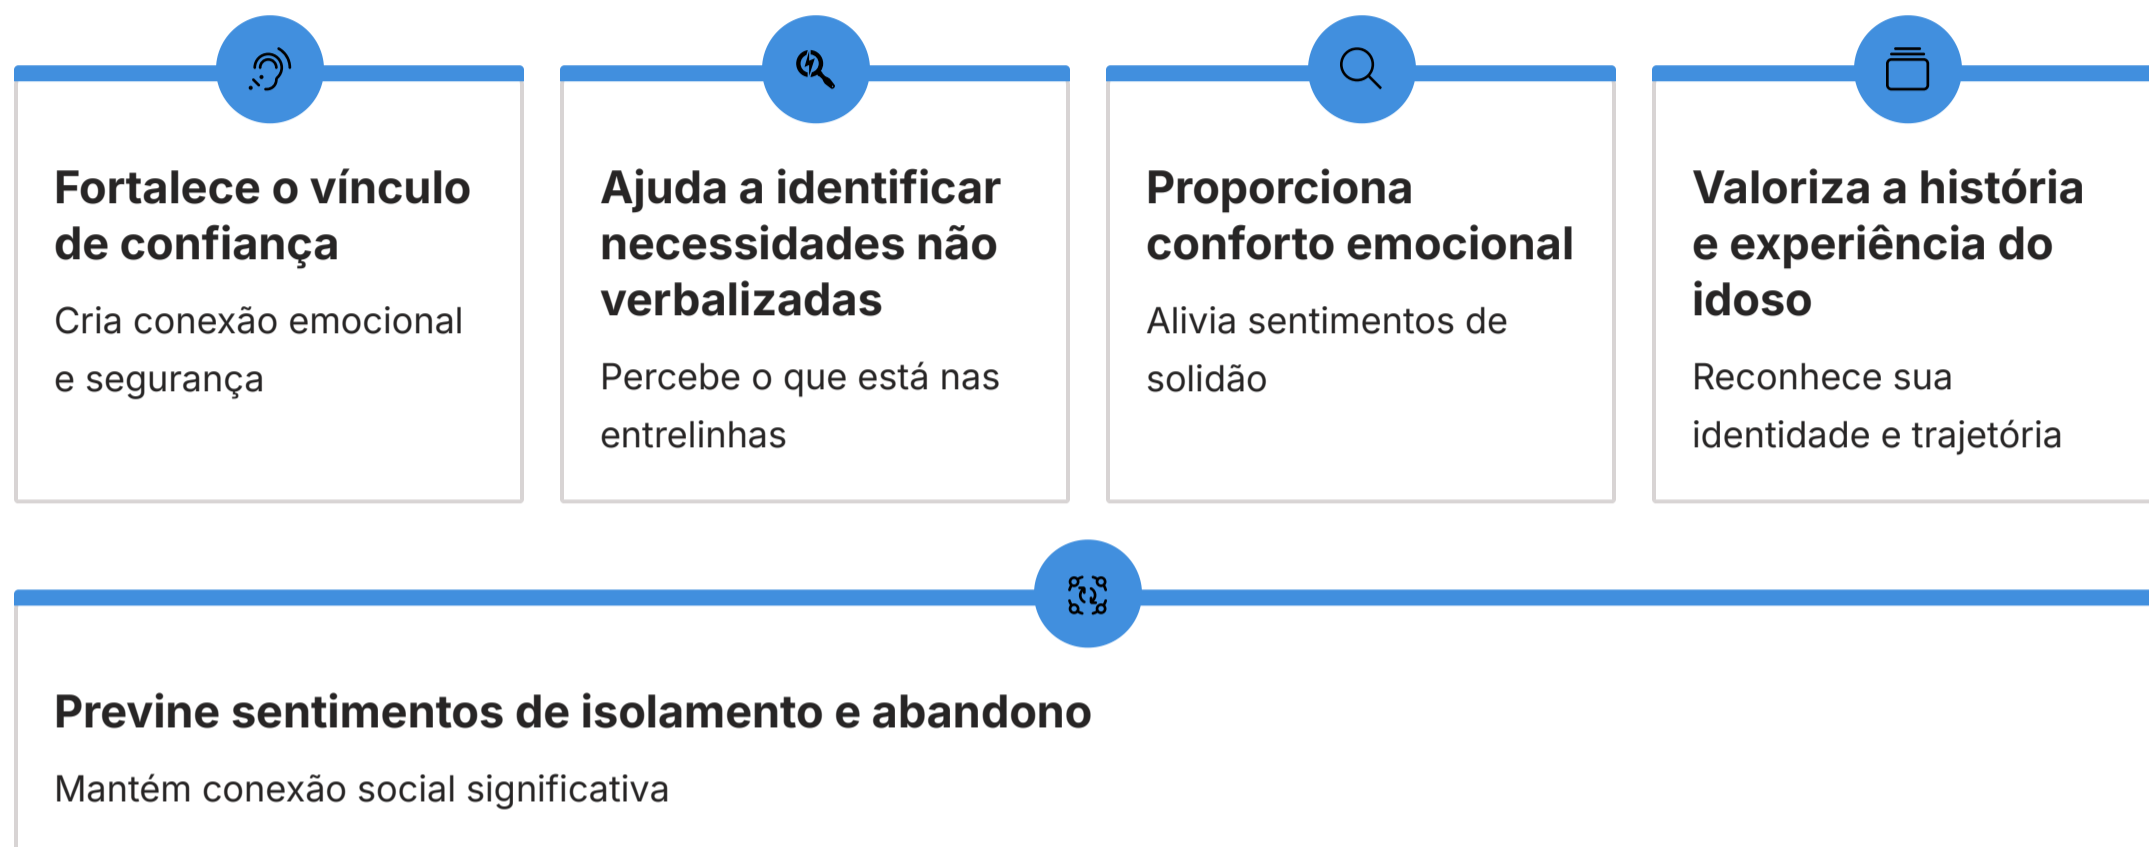 Fortalece o vínculo
de confiança
Cria conexão emocional
e segurança
Ajuda a identificar
necessidades não
verbalizadas
Percebe o que está nas
entrelinhas
Proporciona
conforto emocional
Alivia sentimentos de
solidão
Valoriza a história
e experiência do
idoso
Reconhece sua
identidade e trajetória
Previne sentimentos de isolamento e abandono
Mantém conexão social significativa